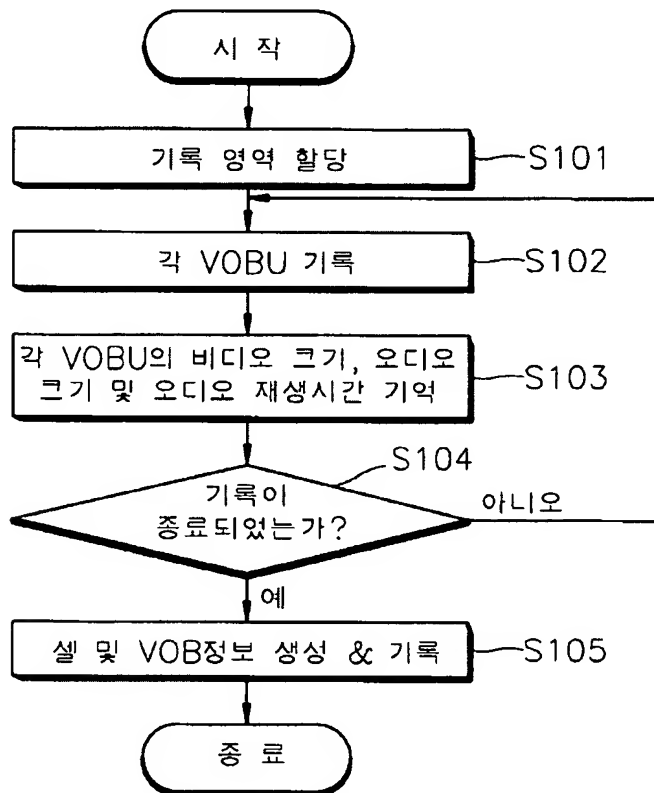 시 작
기록 영역 할당
S101
각 VOBU 기록
S102
각 VOBU의 비디오 크기, 오디오
크기 및 오디오 재생시간 기억
S103
S104
기록이
종료되었는가?
아니오
예
셀 및 VOB정보 생성 & 기록
S105
종 료